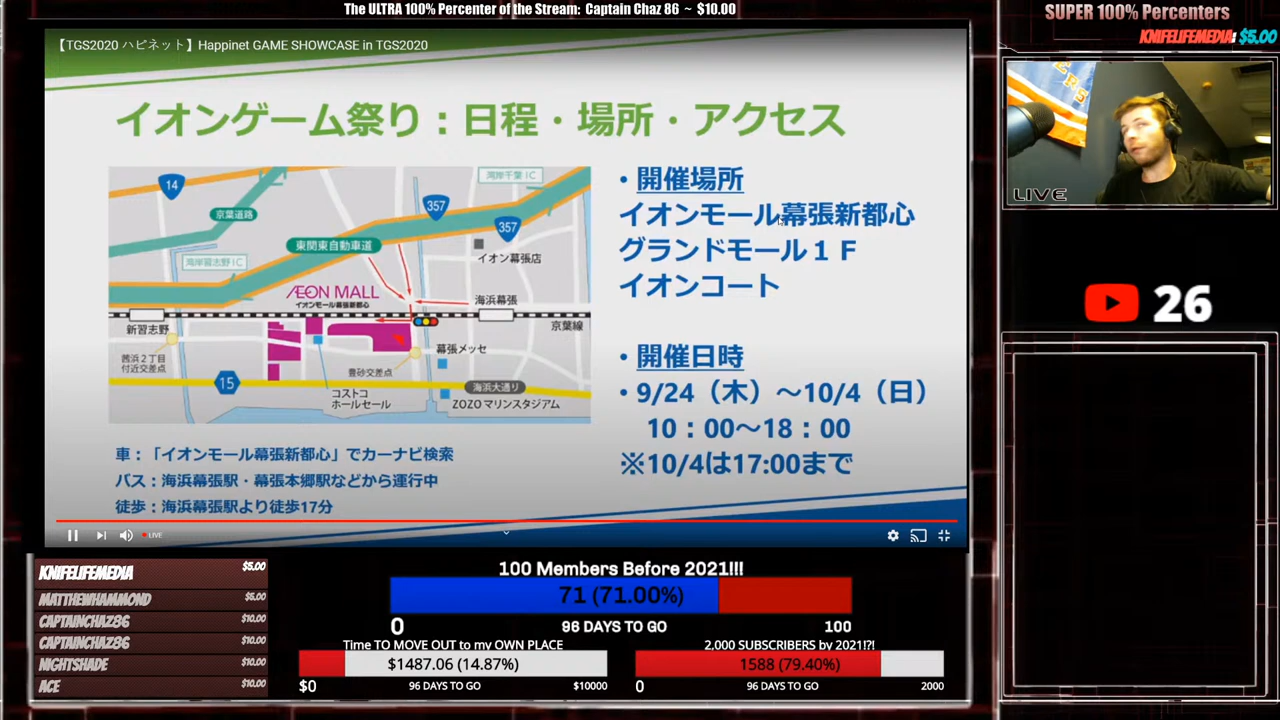 The ULTRA 100% Percenter of the Stream: Captain Chaz 86 ~ $10.00
SUPER 100% Percenters
KNIFELIFEMEDIA: $5.00
【TGS2020 ハピネット】Happinet GAME SHOWCASE in TGS2020
イオンゲーム祭り：日程・場所・アクセス
14
京葉道路
湾岸習志野IC
東関東自動車道
357
357
湾岸千葉IC
イオン幕張店
ÆON MALL
イオンモール幕張新都心
海浜幕張
新習志野
京葉線
茜浜2丁目
付近交差点
幕張メッセ
豊砂交差点
15
コストコ
ホールセール
海浜大通り
ZOZOマリンスタジアム
車：「イオンモール幕張新都心」でカーナビ検索
バス：海浜幕張駅・幕張本郷駅などから運行中
徒歩：海浜幕張駅より徒歩17分
・開催場所
イオンモール幕張新都心
グランドモール１Ｆ
イオンコート
・開催日時
・9/24（木）～10/4（日）
10：00～18：00
※10/4は17:00まで
LIVE
LIVE
ERS
26
KNIFELIFEMEDIA $5.00
MATTHEWHAMMOND $5.00
CAPTAINCHAZ86 $10.00
CAPTAINCHAZ86 $10.00
NIGHTSHADE $10.00
ACE $10.00
100 Members Before 2021!!!
71 (71.00%)
0 96 DAYS TO GO 100
Time TO MOVE OUT to my OWN PLACE
$1487.06 (14.87%)
$0 96 DAYS TO GO $10000
2,000 SUBSCRIBERS by 2021!?!
1588 (79.40%)
0 96 DAYS TO GO 2000